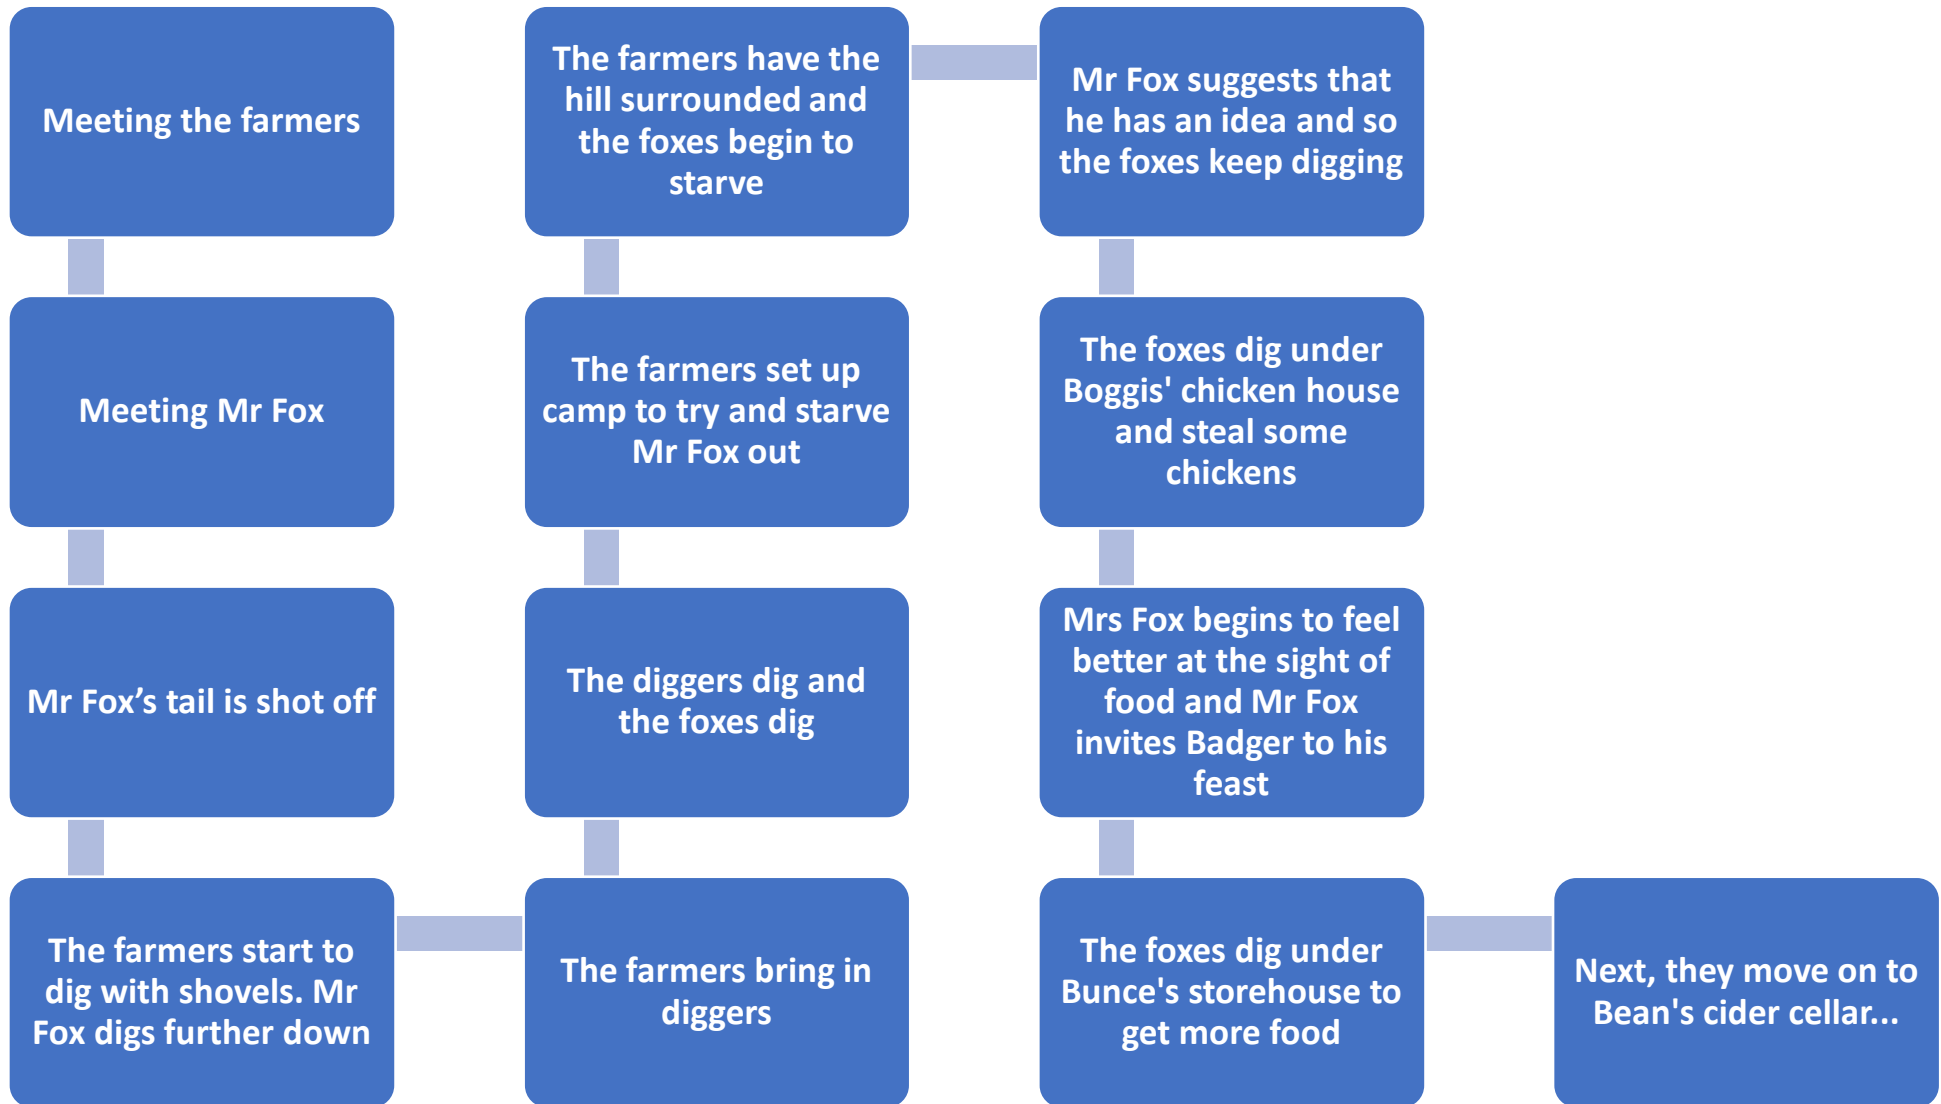 Meeting the farmers
Meeting Mr Fox
Mr Fox’s tail is shot off
The farmers start to
dig with shovels. Mr
Fox digs further down
The farmers bring in
diggers
The diggers dig and
the foxes dig
The farmers set up
camp to try and starve
Mr Fox out
The farmers have the
hill surrounded and
the foxes begin to
starve
Mr Fox suggests that
he has an idea and so
the foxes keep digging
The foxes dig under
Boggis' chicken house
and steal some
chickens
Mrs Fox begins to feel
better at the sight of
food and Mr Fox
invites Badger to his
feast
The foxes dig under
Bunce's storehouse to
get more food
Next, they move on to
Bean's cider cellar...